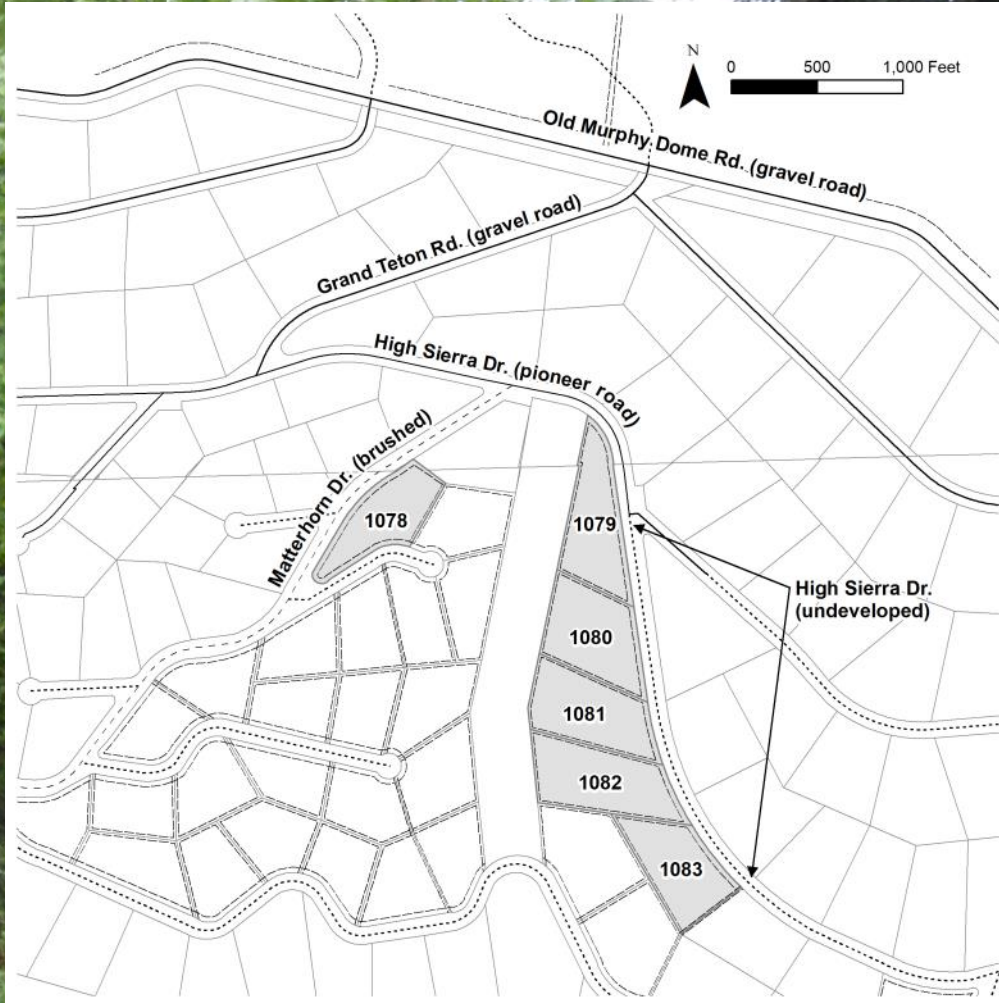 N
0 500 1,000 Feet
Old Murphy Dome Rd. (gravel road)
Grand Teton Rd. (gravel road)
High Sierra Dr. (pioneer road)
Matterhorn Dr. (brushed)
1078
1079
High Sierra Dr.
(undeveloped)
1080
1081
1082
1083